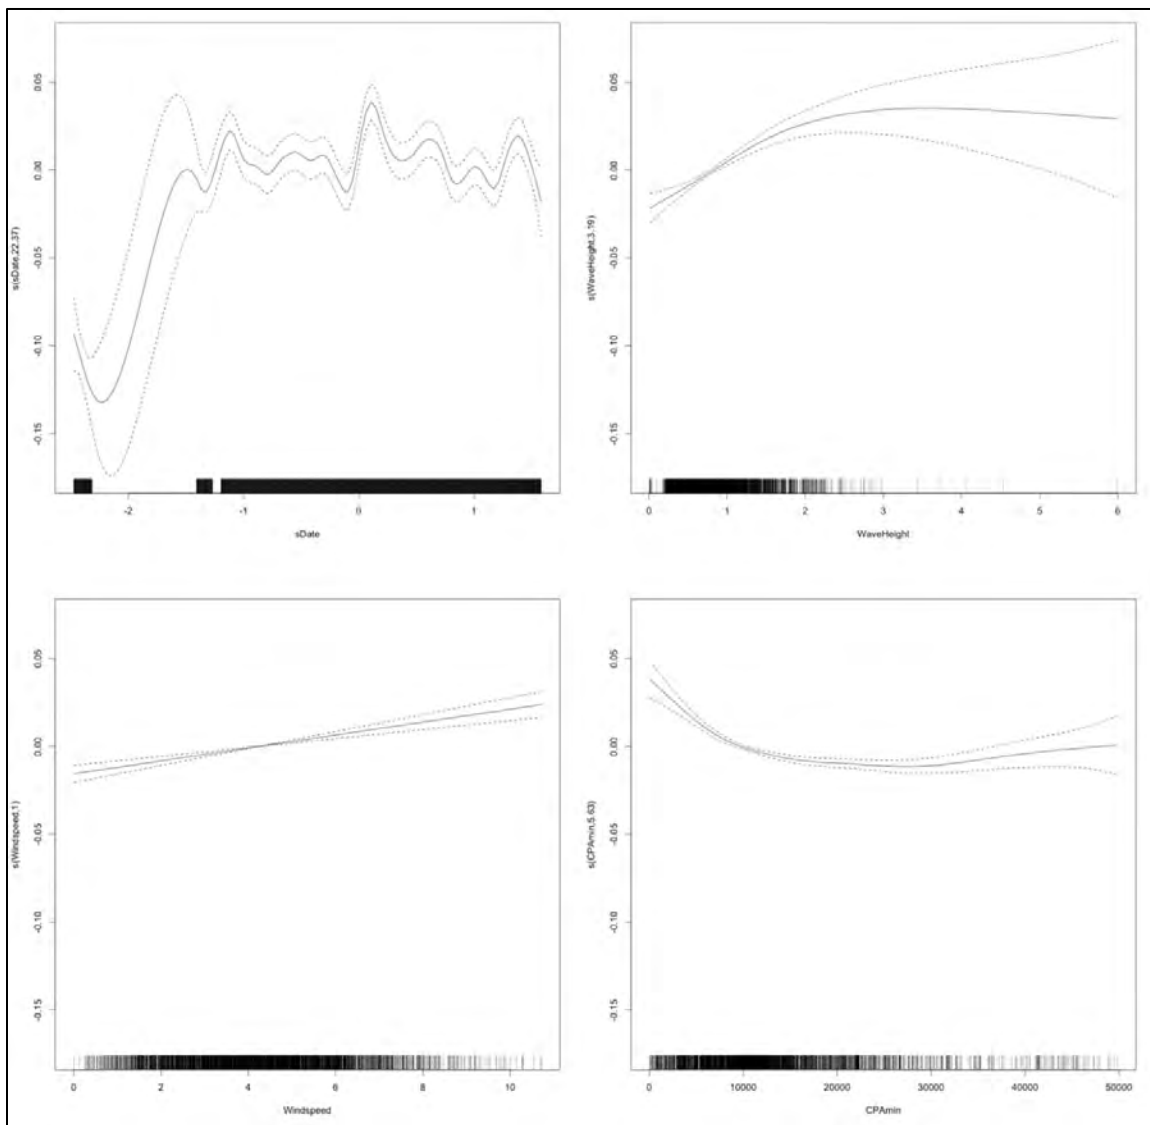 s(sDate,22.37)
0.05
0.00
-0.05
-0.10
-0.15
-2 -1 0 1
sDate
s(WaveHeight,3.19)
0.05
0.00
-0.05
-0.10
-0.15
0 1 2 3 4 5 6
WaveHeight
s(Windspeed,1)
0.05
0.00
-0.05
-0.10
-0.15
0 2 4 6 8 10
Windspeed
s(CPAmin,5.63)
0.05
0.00
-0.05
-0.10
-0.15
0 10000 20000 30000 40000 50000
CPAmin